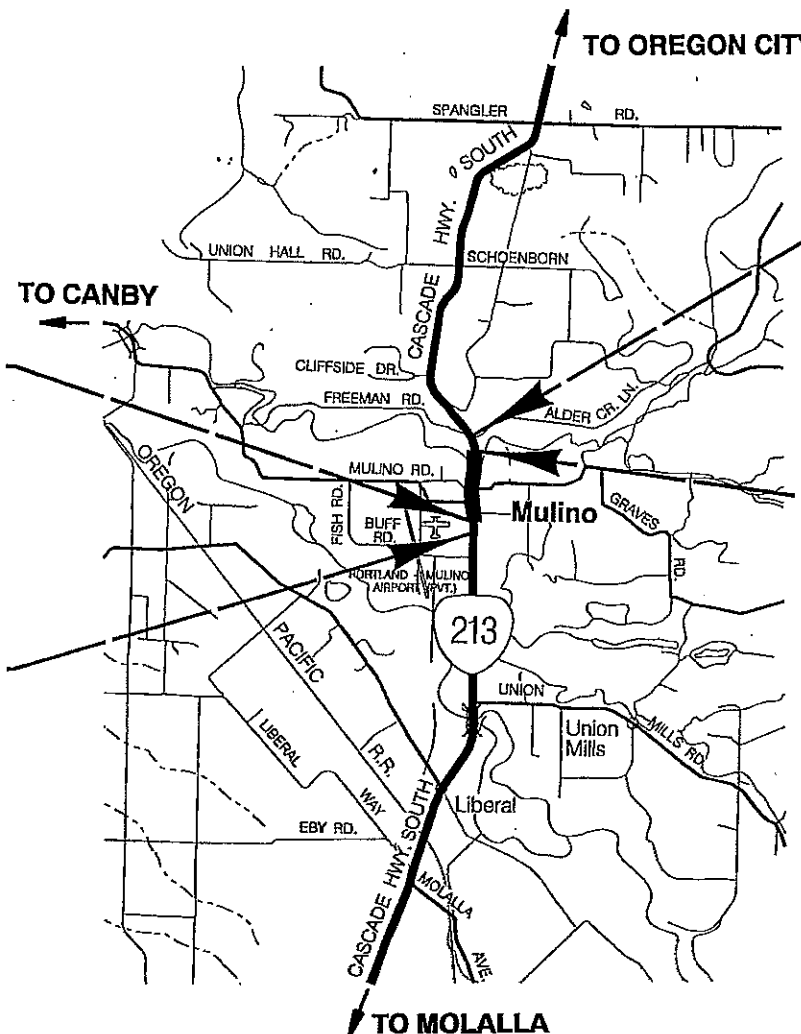 TO OREGON CITY
SPANGLER RD.
CASCADE HWY. SOUTH
UNION HALL RD.
SCHOENBORN
TO CANBY
CLIFFSIDE DR.
FREEMAN RD.
ALDER CR. LN.
OREGON PACIFIC R.R.
MULINO RD.
FISH RD.
BUFF RD.
Mulino
GRAVES RD.
PORTLAND - MULINO
AIRPORT (PVT.)
213
UNION MILLS RD.
Union
Mills
LIBERAL WAY
Liberal
EBY RD.
CASCADE HWY. SOUTH
MOLALLA AVE.
TO MOLALLA